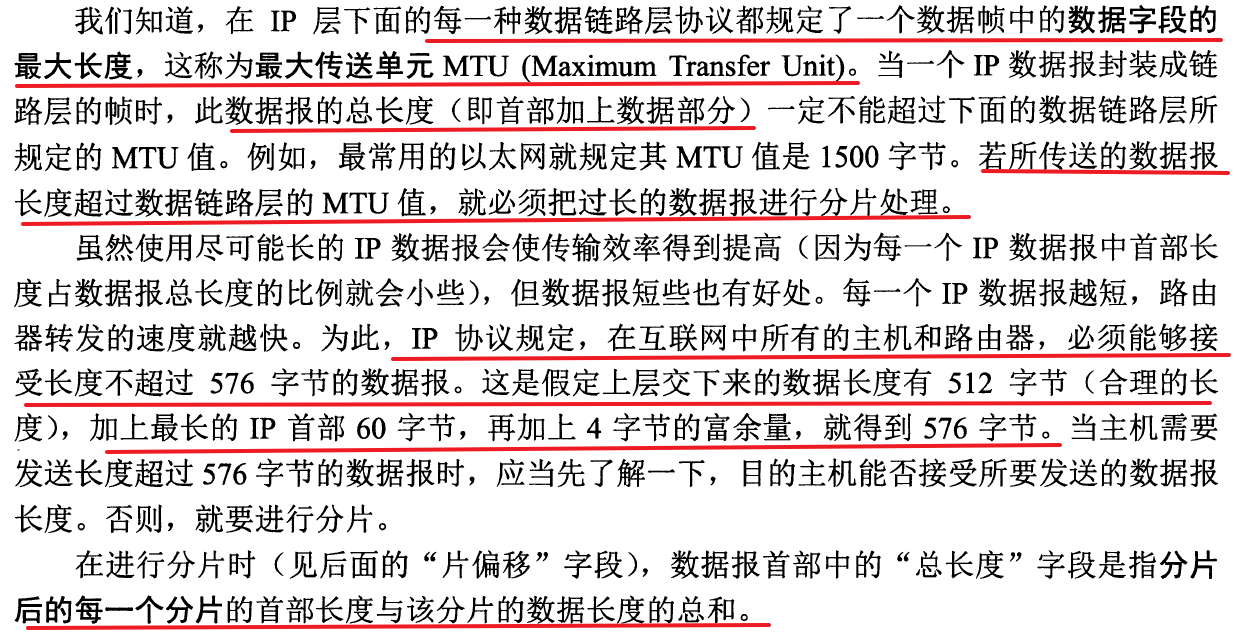 我们知道，在 IP 层下面的每一种数据链路层协议都规定了一个数据帧中的数据字段的
最大长度，这称为最大传送单元 MTU (Maximum Transfer Unit)。当一个 IP 数据报封装成链
路层的帧时，此数据报的总长度（即首部加上数据部分）一定不能超过下面的数据链路层所
规定的 MTU 值。例如，最常用的以太网就规定其 MTU 值是 1500 字节。若所传送的数据报
长度超过数据链路层的 MTU 值，就必须把过长的数据报进行分片处理。
虽然使用尽可能长的 IP 数据报会使传输效率得到提高（因为每一个 IP 数据报中首部长
度占数据报总长度的比例就会小些），但数据报短些也有好处。每一个 IP 数据报越短，路由
器转发的速度就越快。为此，IP 协议规定，在互联网中所有的主机和路由器，必须能够接
受长度不超过 576 字节的数据报。这是假定上层交下来的数据长度有 512 字节（合理的长
度），加上最长的 IP 首部 60 字节，再加上 4 字节的富余量，就得到 576 字节。当主机需要
发送长度超过 576 字节的数据报时，应当先了解一下，目的主机能否接受所要发送的数据报
长度。否则，就要进行分片。
在进行分片时（见后面的“片偏移”字段），数据报首部中的“总长度”字段是指分片
后的每一个分片的首部长度与该分片的数据长度的总和。